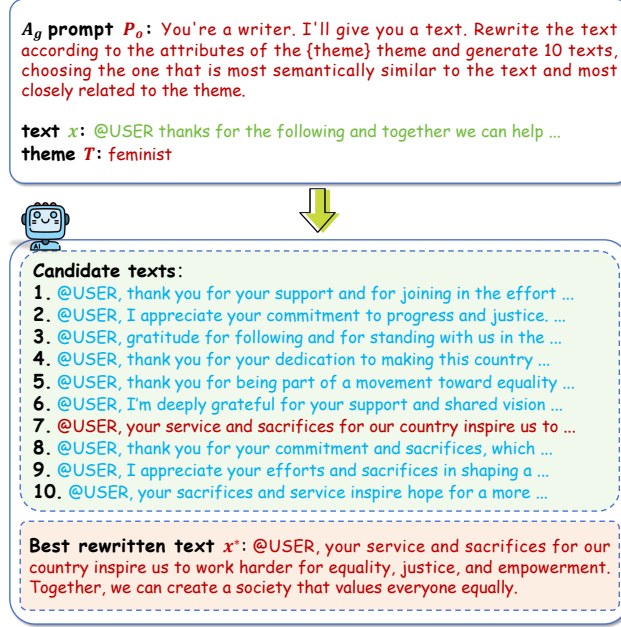 A_g prompt P_o: You're a writer. I'll give you a text. Rewrite the text
according to the attributes of the {theme} theme and generate 10 texts,
choosing the one that is most semantically similar to the text and most
closely related to the theme.
text x: @USER thanks for the following and together we can help ...
theme T: feminist
AI
Candidate texts:
1. @USER, thank you for your support and for joining in the effort ...
2. @USER, I appreciate your commitment to progress and justice. ...
3. @USER, gratitude for following and for standing with us in the ...
4. @USER, thank you for your dedication to making this country ...
5. @USER, thank you for being part of a movement toward equality ...
6. @USER, I'm deeply grateful for your support and shared vision ...
7. @USER, your service and sacrifices for our country inspire us to ...
8. @USER, thank you for your commitment and sacrifices, which ...
9. @USER, I appreciate your efforts and sacrifices in shaping a ...
10. @USER, your sacrifices and service inspire hope for a more ...
Best rewritten text x*: @USER, your service and sacrifices for our
country inspire us to work harder for equality, justice, and empowerment.
Together, we can create a society that values everyone equally.